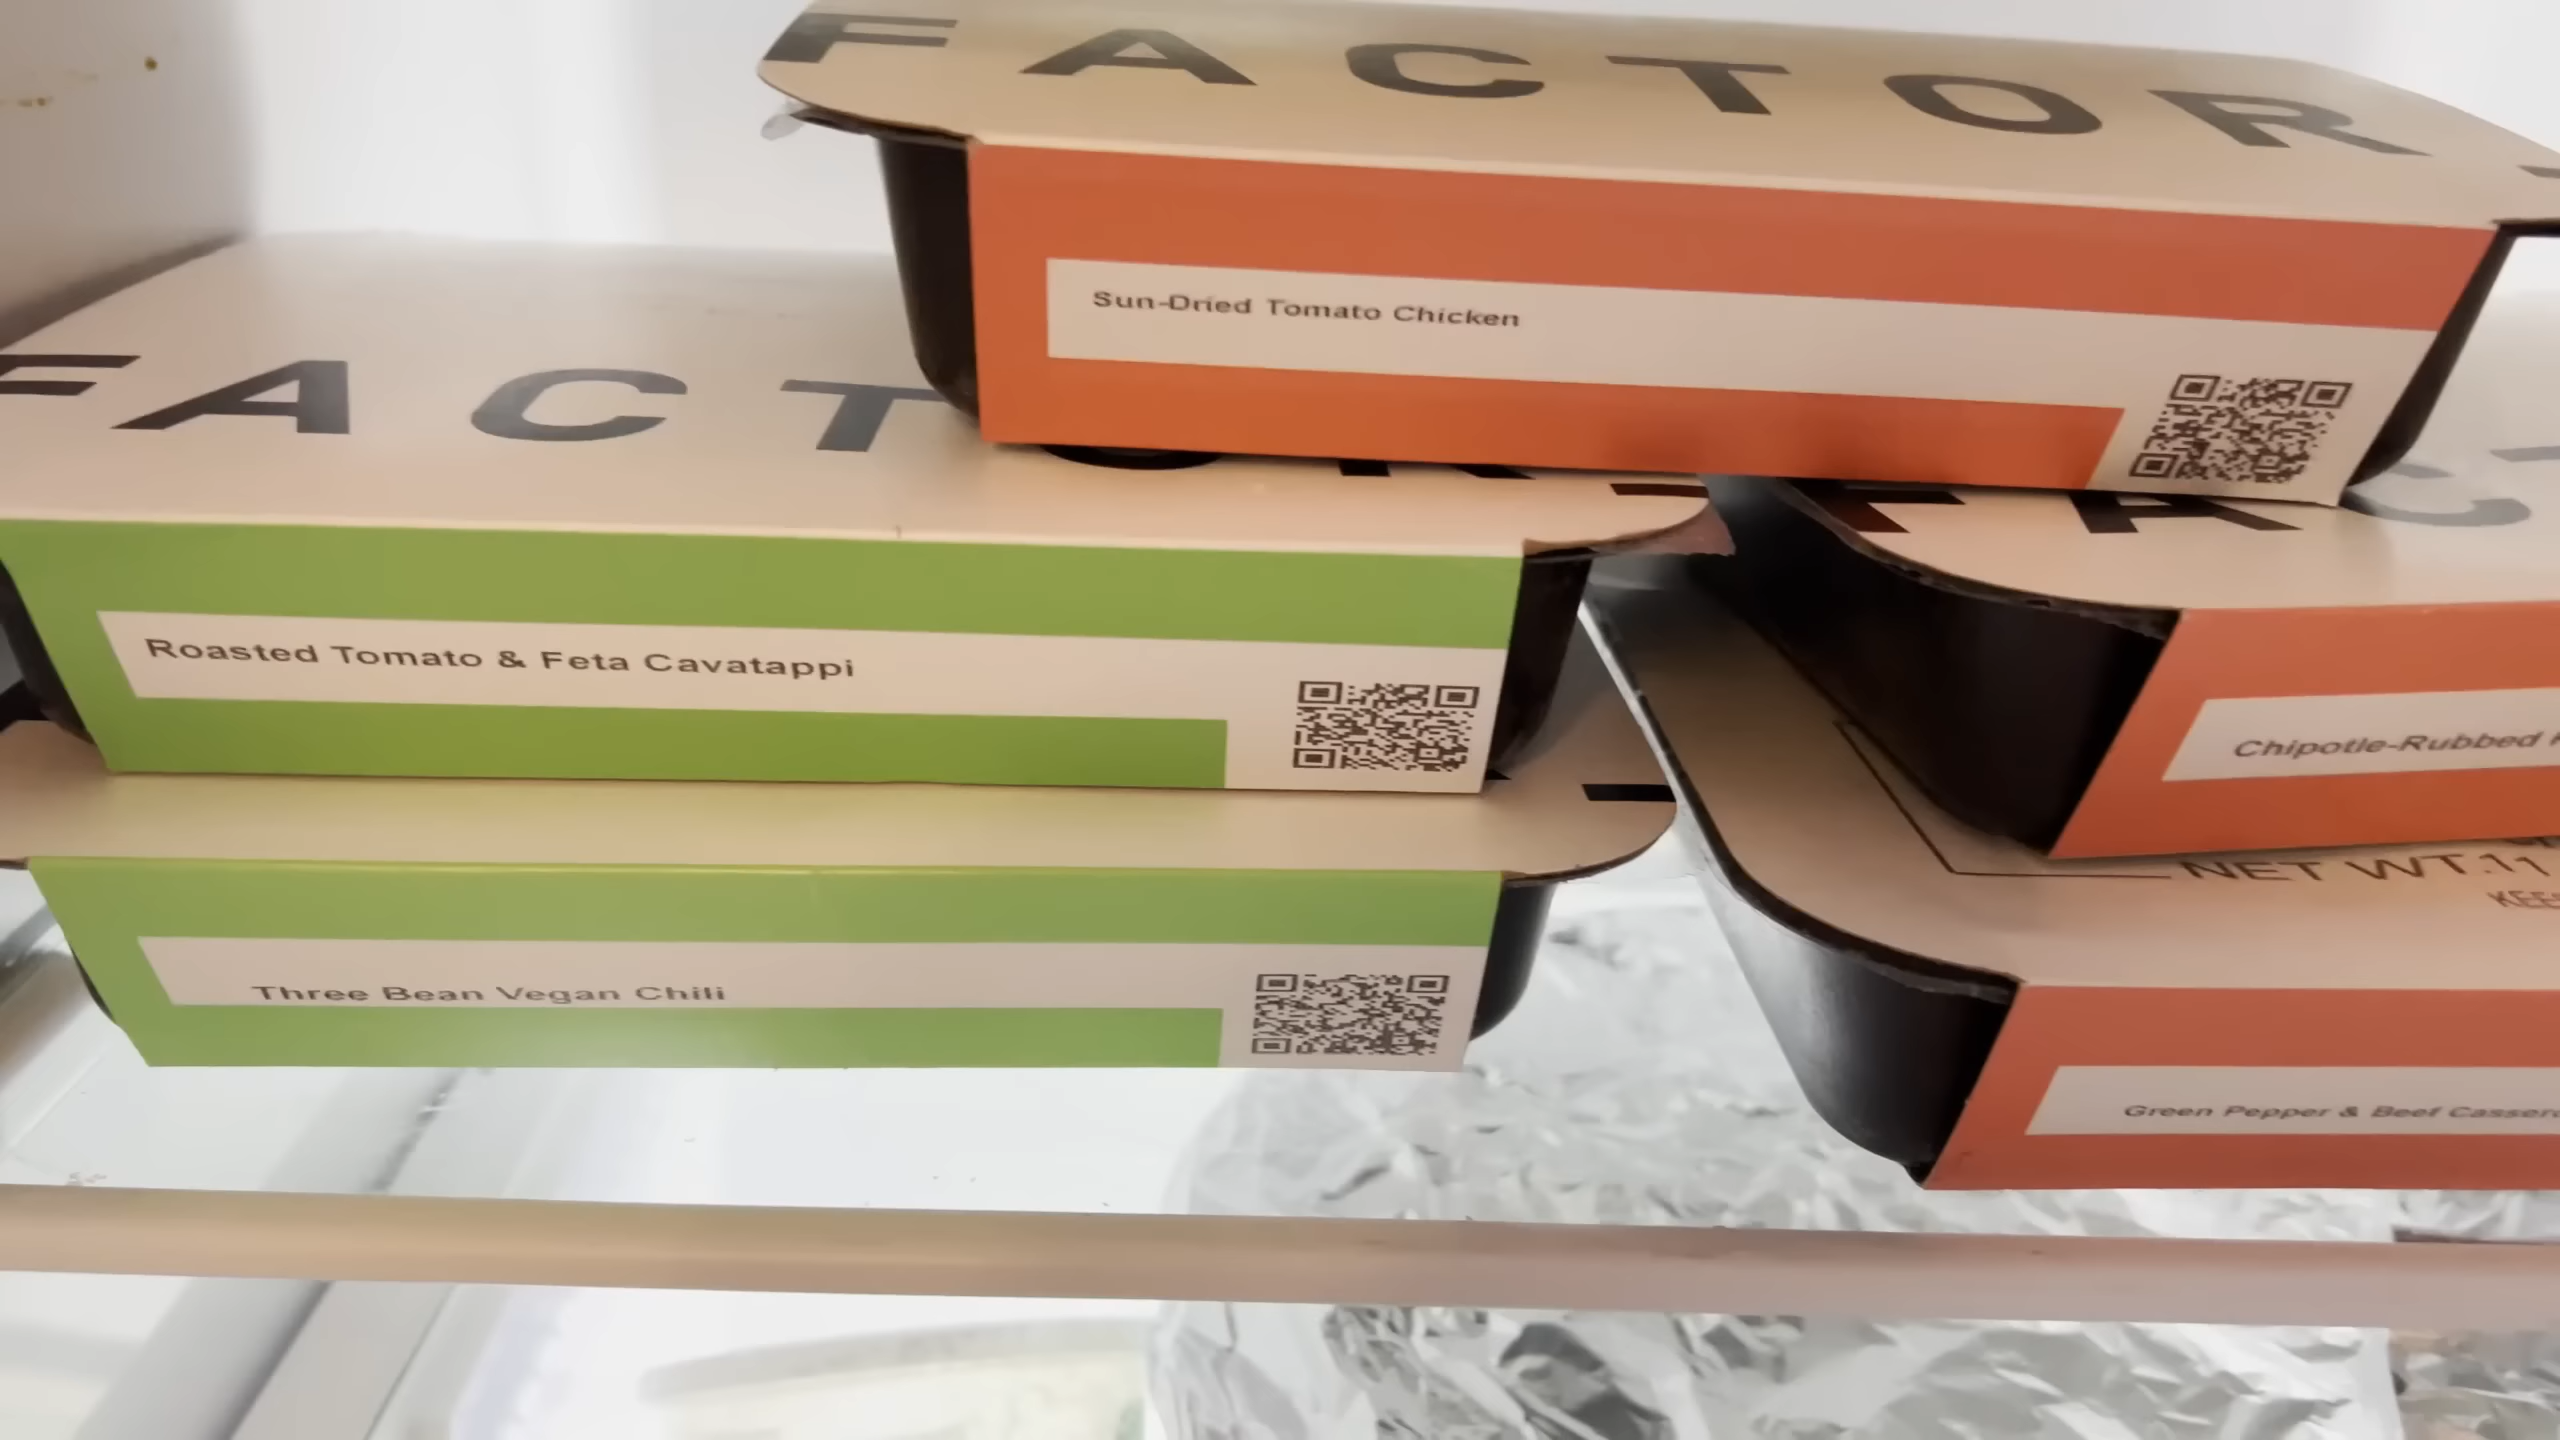 FACTOR
Sun-Dried Tomato Chicken
FACT
Roasted Tomato & Feta Cavatappi
Chipotle-Rubbed
NET WT.11
Three Bean Vegan Chili
Green Pepper & Beef